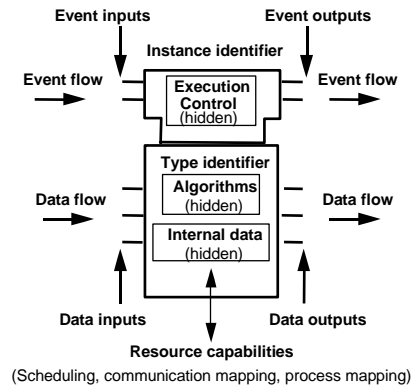 Event inputs Event outputs
Instance identifier
Event flow Event flow
Execution
Control
(hidden)
Type identifier
Algorithms
(hidden)
Data flow Data flow
Internal data
(hidden)
Data inputs Data outputs
Resource capabilities
(Scheduling, communication mapping, process mapping)